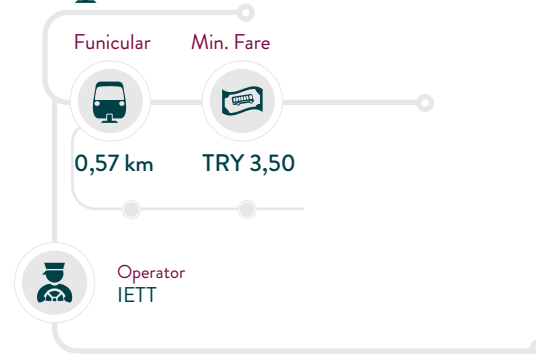 Funicular
Min. Fare
0,57 km
TRY 3,50
Operator
IETT